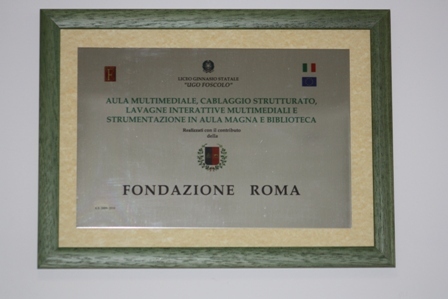 LICEO GINNASIO STATALE
"UGO FOSCOLO"
AULA MULTIMEDIALE, CABLAGGIO STRUTTURATO,
LAVAGNE INTERATTIVE MULTIMEDIALI E
STRUMENTAZIONE IN AULA MAGNA E BIBLIOTECA
Realizzati con il contributo
della
FONDAZIONE ROMA